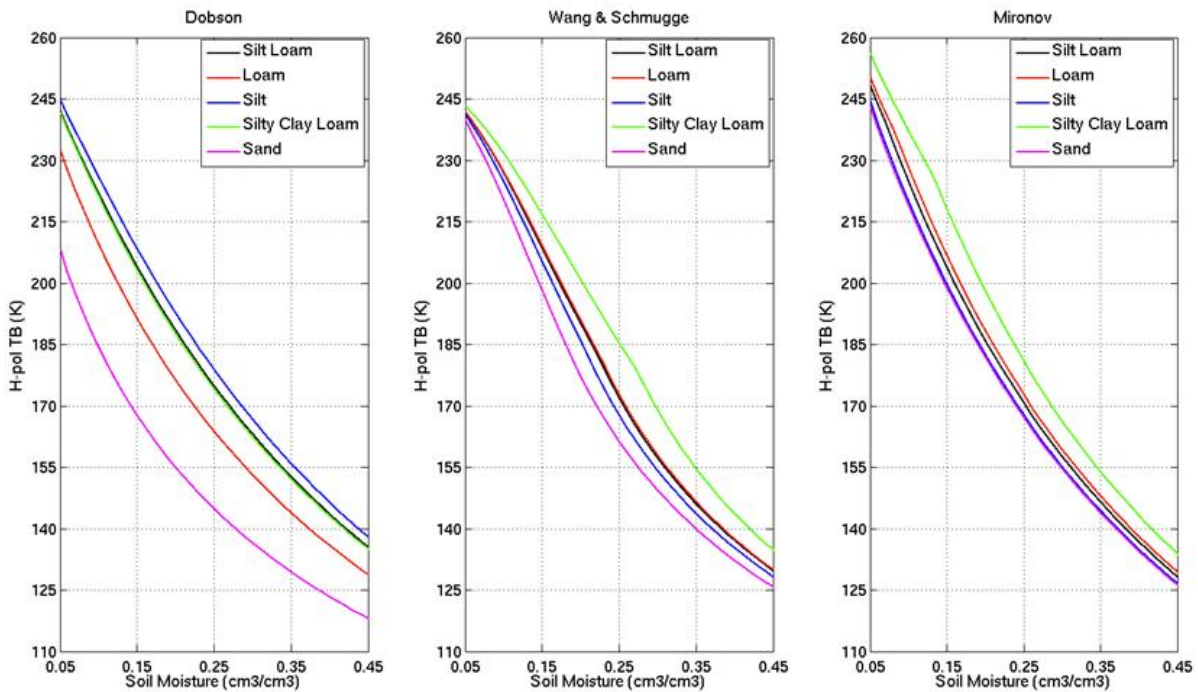 Dobson
H-pol TB (K)
260
245
230
215
200
185
170
155
140
125
110
Silt Loam
Loam
Silt
Silty Clay Loam
Sand
0.05 0.15 0.25 0.35 0.45
Soil Moisture (cm3/cm3)
Wang & Schmugge
H-pol TB (K)
260
245
230
215
200
185
170
155
140
125
110
Silt Loam
Loam
Silt
Silty Clay Loam
Sand
0.05 0.15 0.25 0.35 0.45
Soil Moisture (cm3/cm3)
Mironov
H-pol TB (K)
260
245
230
215
200
185
170
155
140
125
110
Silt Loam
Loam
Silt
Silty Clay Loam
Sand
0.05 0.15 0.25 0.35 0.45
Soil Moisture (cm3/cm3)